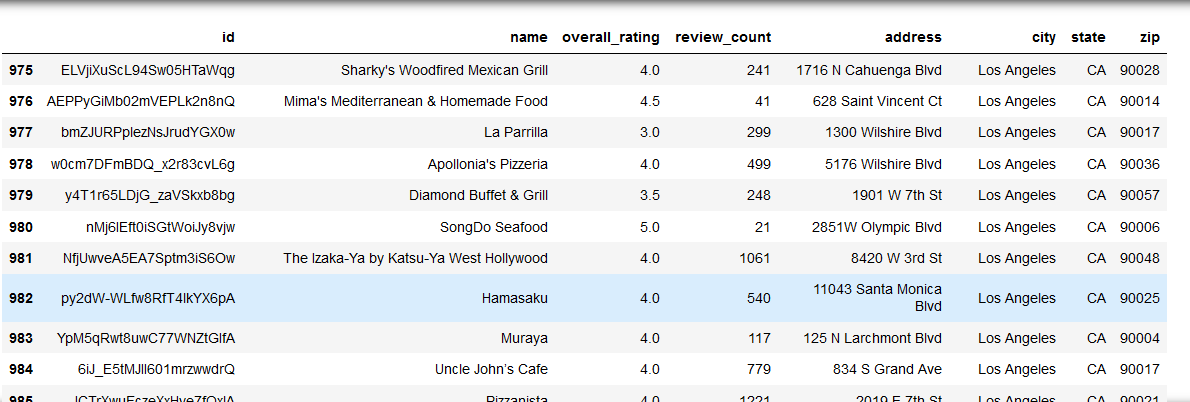 id name overall_rating review_count address city state zip
975 ELVjiXuScL94Sw05HTaWqg Sharky's Woodfired Mexican Grill 4.0 241 1716 N Cahuenga Blvd Los Angeles CA 90028
976 AEPPyGiMb02mVEPLk2n8nQ Mima's Mediterranean & Homemade Food 4.5 41 628 Saint Vincent Ct Los Angeles CA 90014
977 bmZJURPplezNsJrudYGX0w La Parrilla 3.0 299 1300 Wilshire Blvd Los Angeles CA 90017
978 w0cm7DFmBDQ_x2r83cvL6g Apollonia's Pizzeria 4.0 499 5176 Wilshire Blvd Los Angeles CA 90036
979 y4T1r65LDjG_zaVSkxb8bg Diamond Buffet & Grill 3.5 248 1901 W 7th St Los Angeles CA 90057
980 nMj6lEft0iSGtWoiJy8vjw SongDo Seafood 5.0 21 2851W Olympic Blvd Los Angeles CA 90006
981 NfjUwveA5EA7Sptm3iS6Ow The Izaka-Ya by Katsu-Ya West Hollywood 4.0 1061 8420 W 3rd St Los Angeles CA 90048
982 py2dW-WLfw8RfT4lkYX6pA Hamasaku 4.0 540 11043 Santa Monica Los Angeles CA 90025
Blvd
983 YpM5qRwt8uwC77WNZtGlfA Muraya 4.0 117 125 N Larchmont Blvd Los Angeles CA 90004
984 6iJ_E5tMJll601mrzwwdrQ Uncle John's Cafe 4.0 779 834 S Grand Ave Los Angeles CA 90017
985 Pizzanista 4.0 1221 2019 E 7th St Los Angeles CA 90021